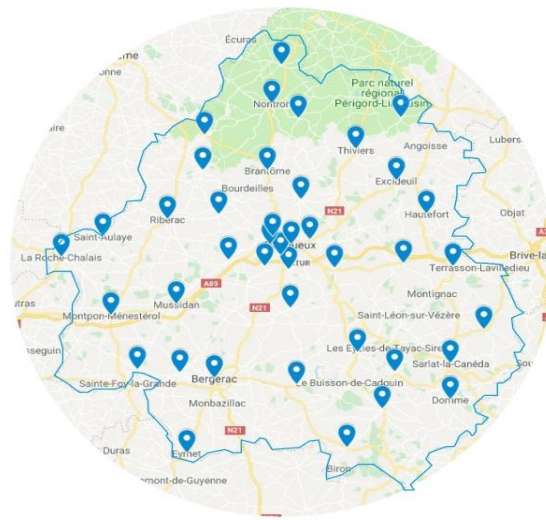 Écuras
Parc naturel
régional
Périgord-Limousin
Nontron
Angoisse
Lubers
Thiviers
Brantôme
Excideuil
Bourdeilles
Hautefort
Objat
N21
Ribérac
Saint-Aulaye
La Roche-Chalais
Brive-la
Terrasson-Lavilledieu
A89
Montignac
Mussidan
N21
Montpon-Ménestérol
Saint-Léon-sur-Vézère
Les Eyzies-de-Tayac-Sire
Sarlat-la-Canéda
Sainte-Foy-la-Grande
Bergerac
Le Buisson-de-Cadouin
Monbazillac
Domme
N21
Duras
Eymet
Biron